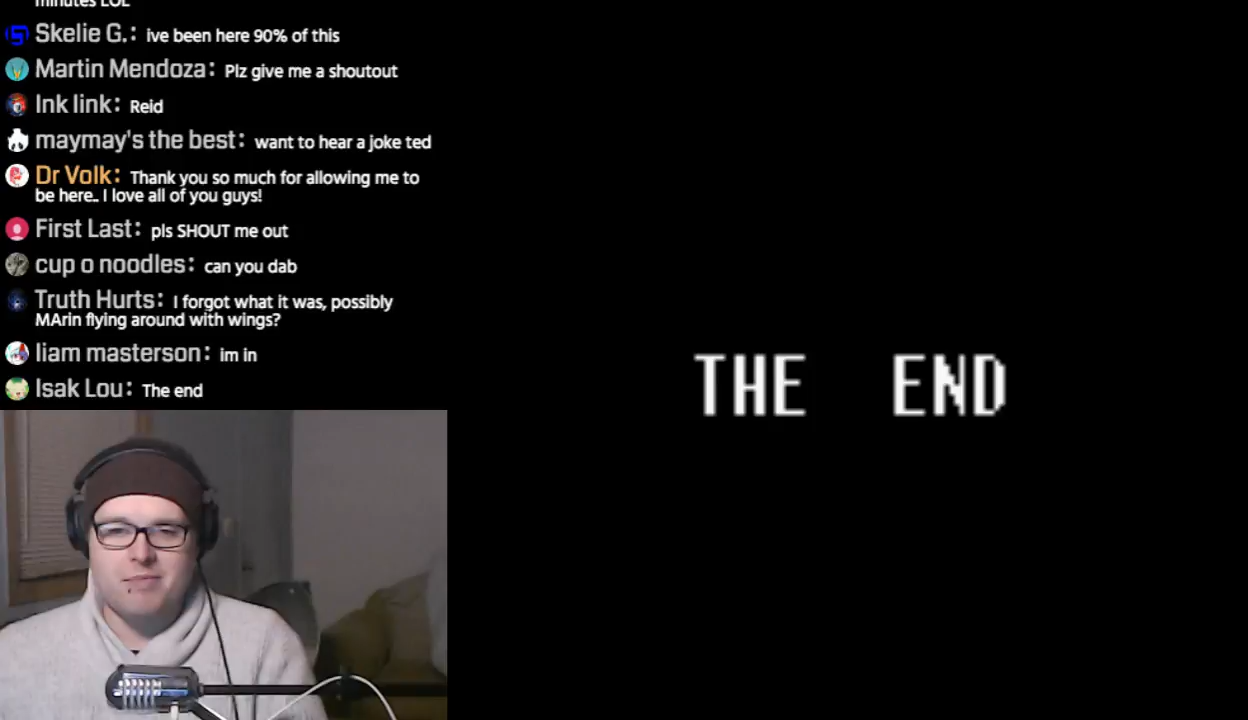 minutes LOL
Skelie G.: ive been here 90% of this
Martin Mendoza: Plz give me a shoutout
Ink link: Reid
maymay's the best: want to hear a joke ted
Dr Volk: Thank you so much for allowing me to
be here.. I love all of you guys!
First Last: pls SHOUT me out
cup o noodles: can you dab
Truth Hurts: I forgot what it was, possibly
MArin flying around with wings?
liam masterson: im in
Isak Lou: The end
THE END